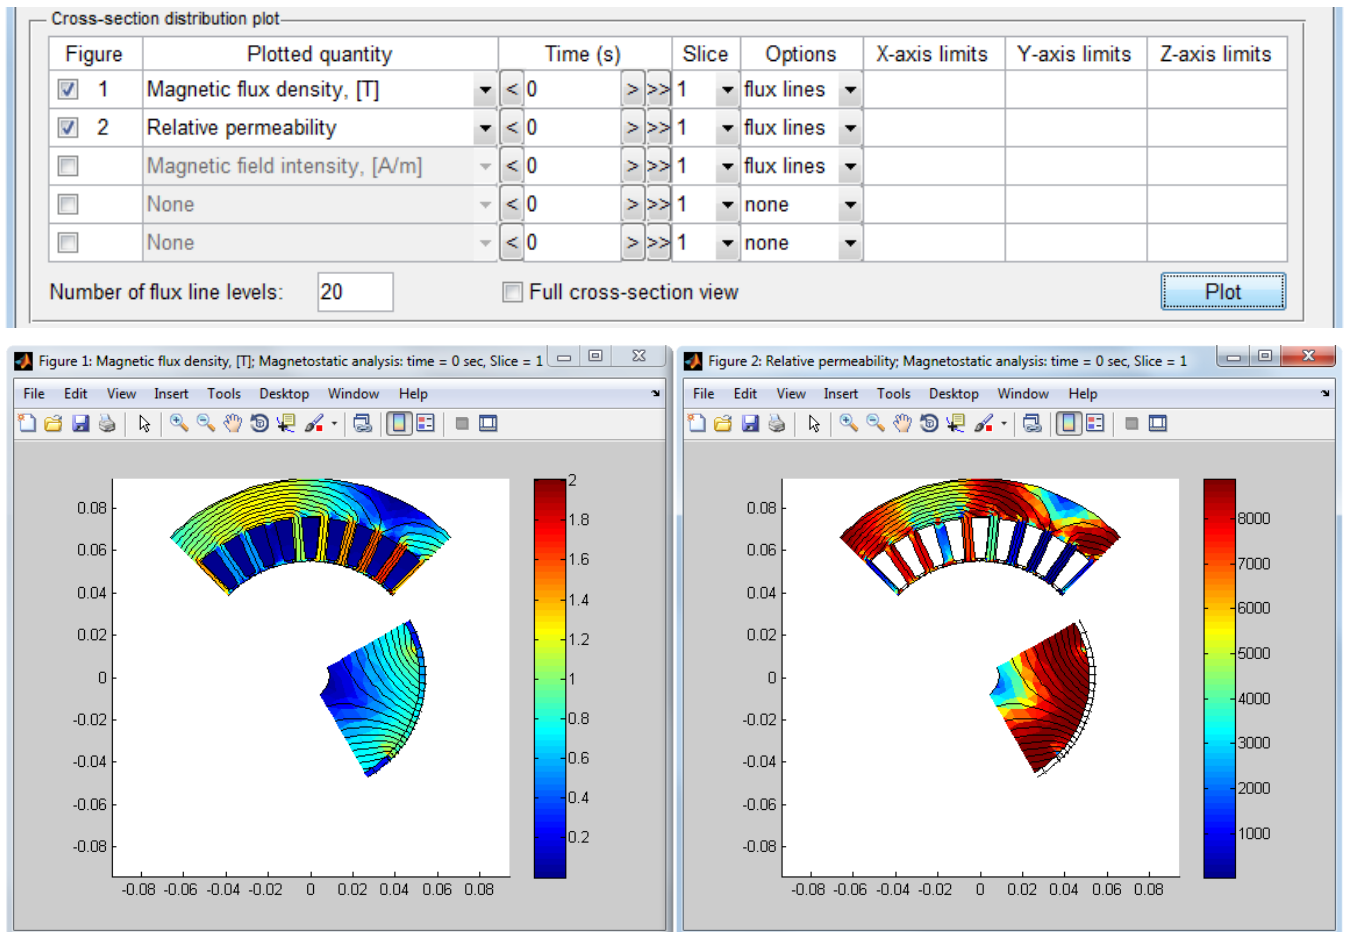 Cross-section distribution plot
Figure Plotted quantity Time (s) Slice Options X-axis limits Y-axis limits Z-axis limits
1 Magnetic flux density, [T] < 0 > >> 1 flux lines
2 Relative permeability < 0 > >> 1 flux lines
Magnetic field intensity, [A/m] < 0 > >> 1 flux lines
None < 0 > >> 1 none
None < 0 > >> 1 none
Number of flux line levels: 20 Full cross-section view Plot
Figure 1: Magnetic flux density, [T]; Magnetostatic analysis: time = 0 sec, Slice = 1
File Edit View Insert Tools Desktop Window Help
0.08
0.06
0.04
0.02
0
-0.02
-0.04
-0.06
-0.08
-0.08 -0.06 -0.04 -0.02 0 0.02 0.04 0.06 0.08
2
1.8
1.6
1.4
1.2
1
0.8
0.6
0.4
0.2
Figure 2: Relative permeability; Magnetostatic analysis: time = 0 sec, Slice = 1
File Edit View Insert Tools Desktop Window Help
0.08
0.06
0.04
0.02
0
-0.02
-0.04
-0.06
-0.08
-0.08 -0.06 -0.04 -0.02 0 0.02 0.04 0.06 0.08
8000
7000
6000
5000
4000
3000
2000
1000